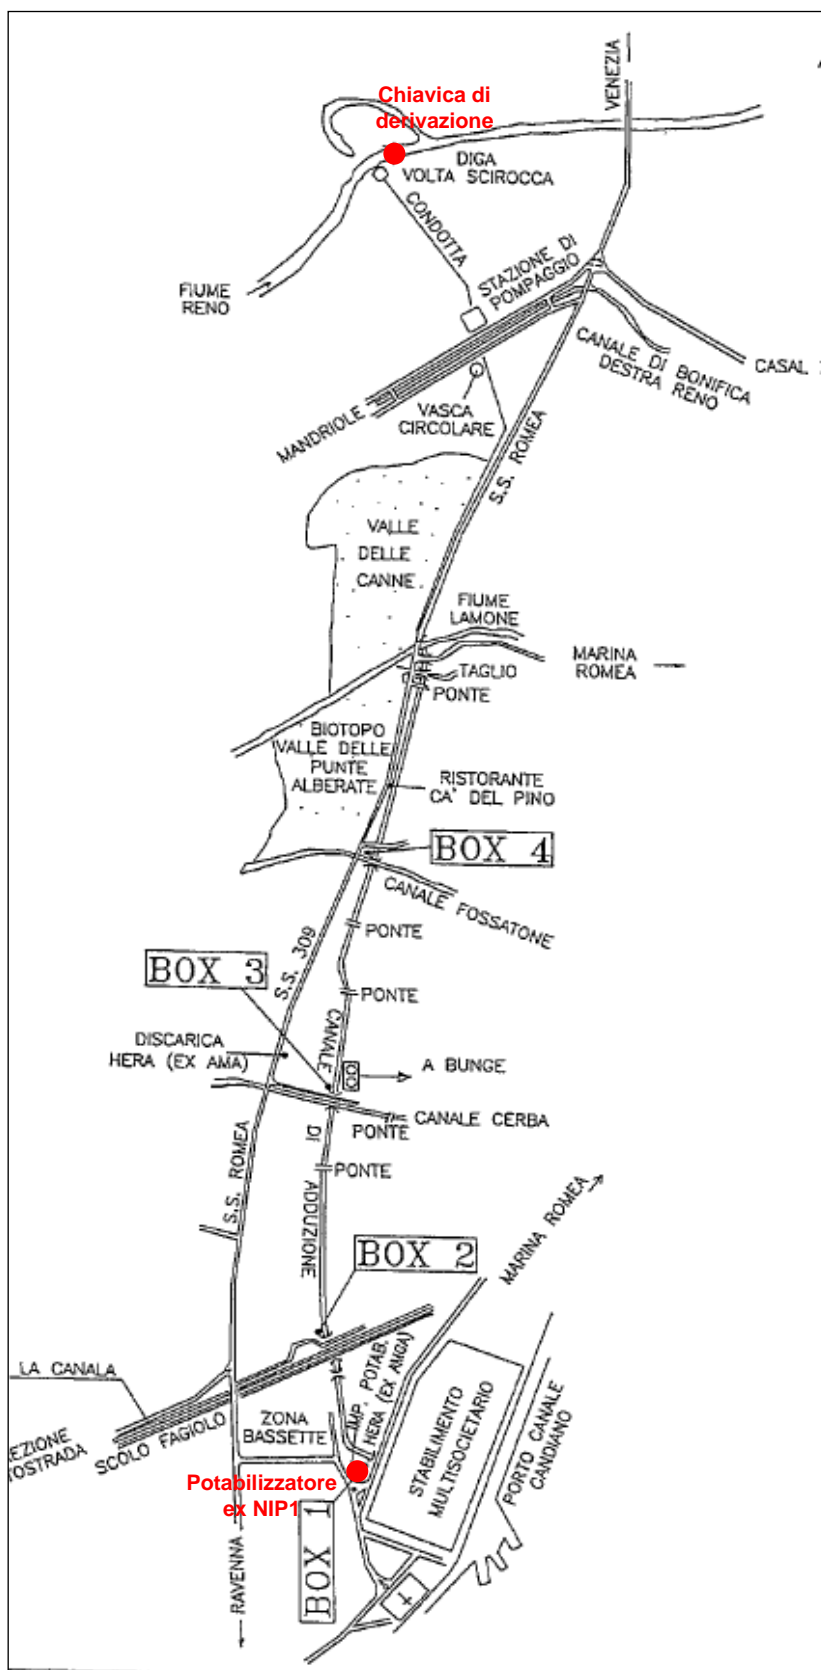 VENEZIA
Chiavica di
derivazione
DIGA
VOLTA SCIROCCA
CONDOTTA
FIUME
RENO
STAZIONE DI
POMPAGGIO
CANALE DI BONIFICA
DESTRA RENO
CASAL
MANDRIOLE
VASCA
CIRCOLARE
S.S. ROMEA
VALLE
DELLE
CANNE
FIUME
LAMONE
MARINA
ROMEA
TAGLIO
PONTE
BIOTOPO
VALLE DELLE
PUNTE
ALBERATE
RISTORANTE
CA' DEL PINO
BOX 4
CANALE FOSSATONE
PONTE
S.S. 309
BOX 3
PONTE
CANALE
DISCARICA
HERA (EX AMA)
A BUNGE
CANALE CERBA
PONTE
DI
PONTE
S.S. ROMEA
ADDUZIONE
MARINA ROMEA
BOX 2
LA CANALA
IMP. POTAB.
HERA (EX AMGA)
ZONA
BASSETTE
SCOLO FAGIOLO
REZIONE
TOSTRADA
STABILIMENTO
MULTISOCIETARIO
PORTO CANALE
CANDIANO
Potabilizzatore
ex NIP1
BOX 1
RAVENNA